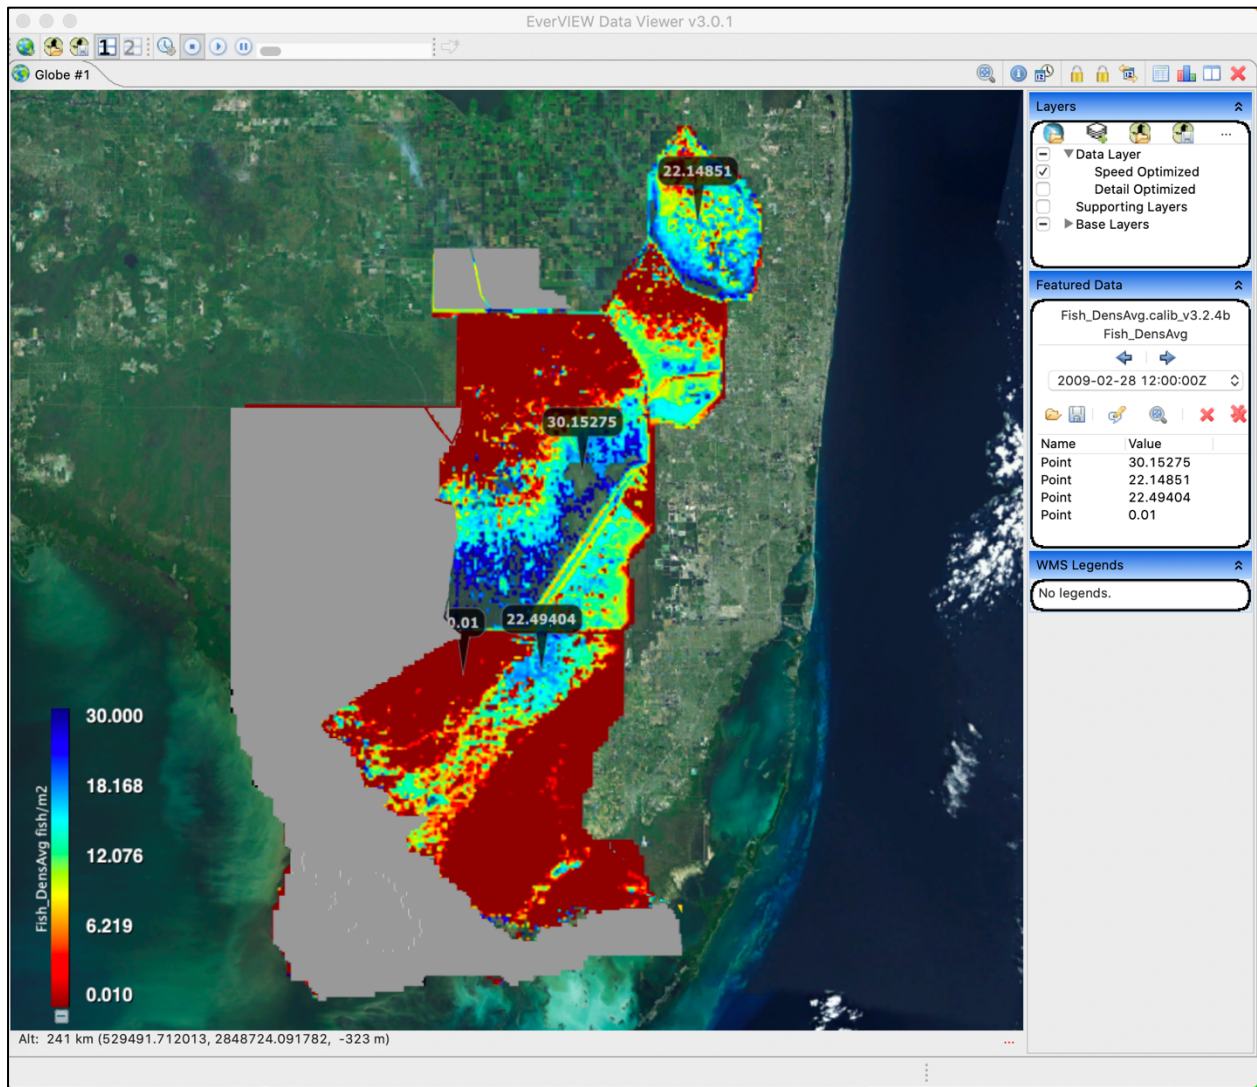 EverVIEW Data Viewer v3.0.1
1 2
Globe #1
22.14851
30.15275
0.01
22.49404
30.000
18.168
12.076
6.219
0.010
Fish_DensAvg fish/m2
Alt: 241 km (529491.712013, 2848724.091782, -323 m)
...
Layers
...
Data Layer
Speed Optimized
Detail Optimized
Supporting Layers
Base Layers
Featured Data
Fish_DensAvg.calib_v3.2.4b
Fish_DensAvg
2009-02-28 12:00:00Z
Name Value
Point 30.15275
Point 22.14851
Point 22.49404
Point 0.01
WMS Legends
No legends.